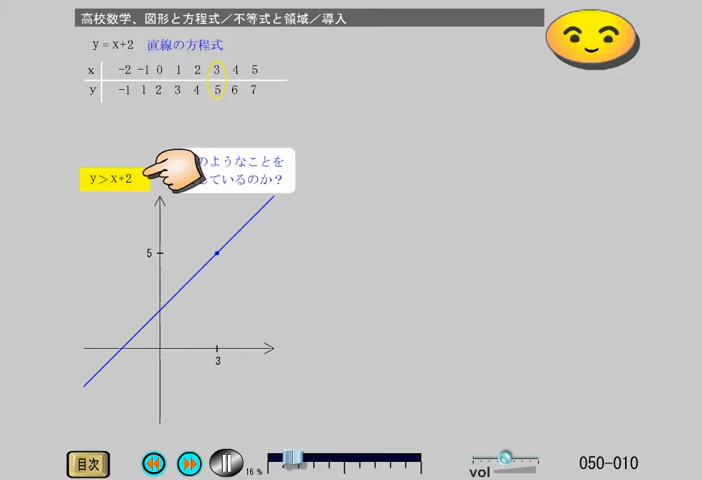 高校数学、図形と方程式／不等式と領域／導入
y = x+2 直線の方程式
x -2 -1 0 1 2 3 4 5
y -1 1 2 3 4 5 6 7
のようなことを
y＞x+2 ているのか？
5
3
目次
16 %
vol
050-010